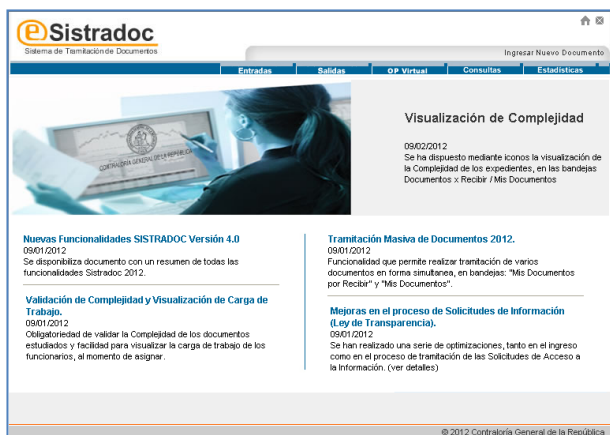 eSistradoc
Sistema de Tramitación de Documentos
Ingresar Nuevo Documento
Entradas
Salidas
OP Virtual
Consultas
Estadísticas
CONTRALORÍA GENERAL DE LA REPÚBLICA
Visualización de Complejidad
09/02/2012
Se ha dispuesto mediante iconos la visualización de
la Complejidad de los expedientes, en las bandejas
Documentos x Recibir / Mis Documentos
Nuevas Funcionalidades SISTRADOC Versión 4.0
09/01/2012
Se disponibiliza documento con un resumen de todas las
funcionalidades Sistradoc 2012.
Validación de Complejidad y Visualización de Carga de
Trabajo.
09/01/2012
Obligatoriedad de validar la Complejidad de los documentos
estudiados y facilidad para visualizar la carga de trabajo de los
funcionarios, al momento de asignar.
Tramitación Masiva de Documentos 2012.
09/01/2012
Funcionalidad que permite realizar tramitación de varios
documentos en forma simultanea, en bandejas: "Mis Documentos
por Recibir" y "Mis Documentos".
Mejoras en el proceso de Solicitudes de Información
(Ley de Transparencia).
09/01/2012
Se han realizado una serie de optimizaciones, tanto en el ingreso
como en el proceso de tramitación de las Solicitudes de Acceso a
la Información. (ver detalles)
© 2012 Contraloría General de la República